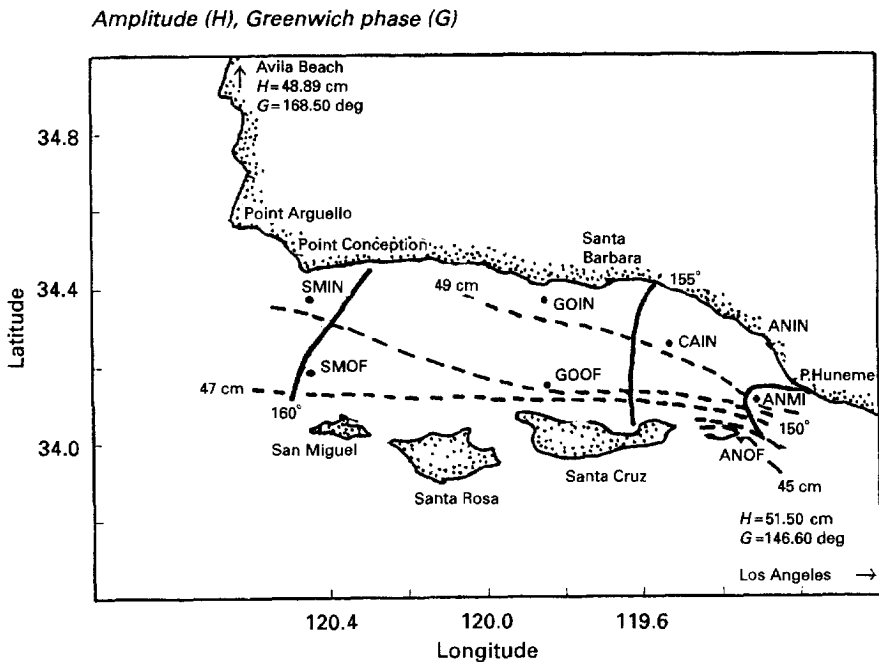 Amplitude (H), Greenwich phase (G)
Avila Beach
H=48.89 cm
G=168.50 deg
34.8
Point Arguello
Point Conception
Santa
Barbara
155°
34.4
SMIN
49 cm
GOIN
CAIN
ANIN
Latitude
SMOF
GOOF
P.Huneme
47 cm
ANMI
160°
150°
34.0
San Miguel
Santa Rosa
Santa Cruz
ANOF
45 cm
H=51.50 cm
G=146.60 deg
Los Angeles
120.4
120.0
119.6
Longitude